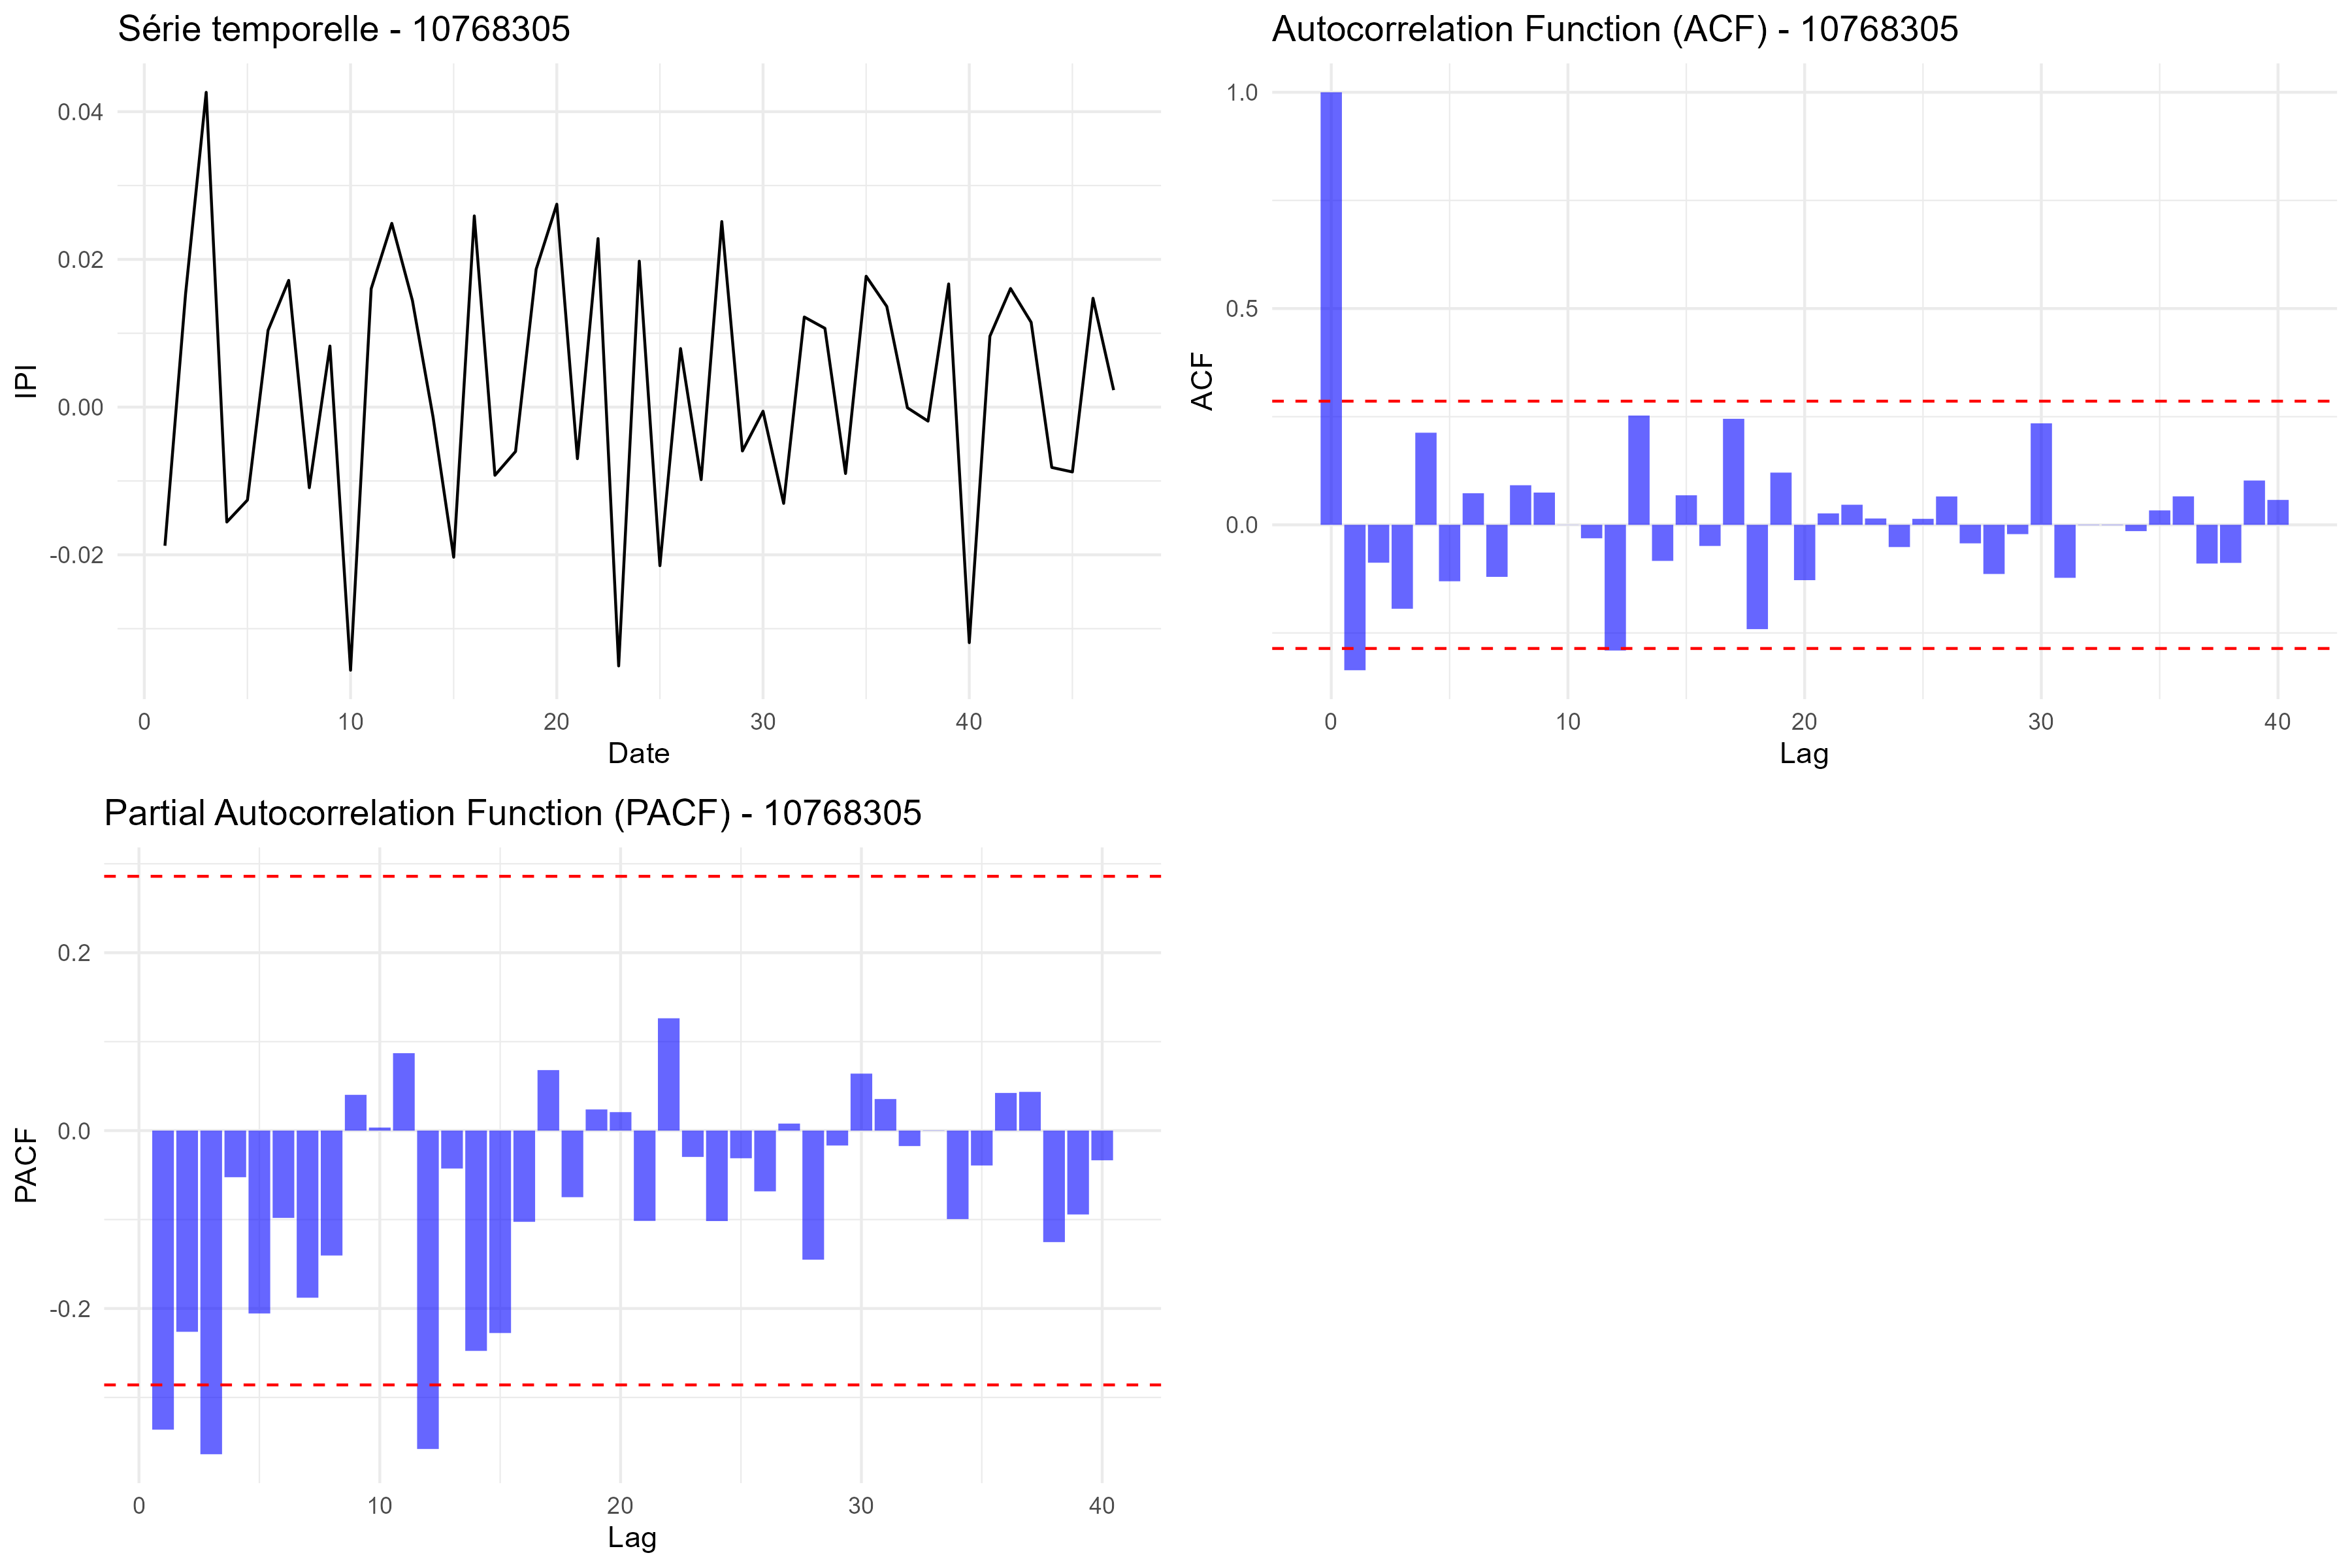 Série temporelle - 10768305
IPI
0.04
0.02
0.00
-0.02
0 10 20 30 40
Date
Autocorrelation Function (ACF) - 10768305
ACF
1.0
0.5
0.0
0 10 20 30 40
Lag
Partial Autocorrelation Function (PACF) - 10768305
PACF
0.2
0.0
-0.2
0 10 20 30 40
Lag